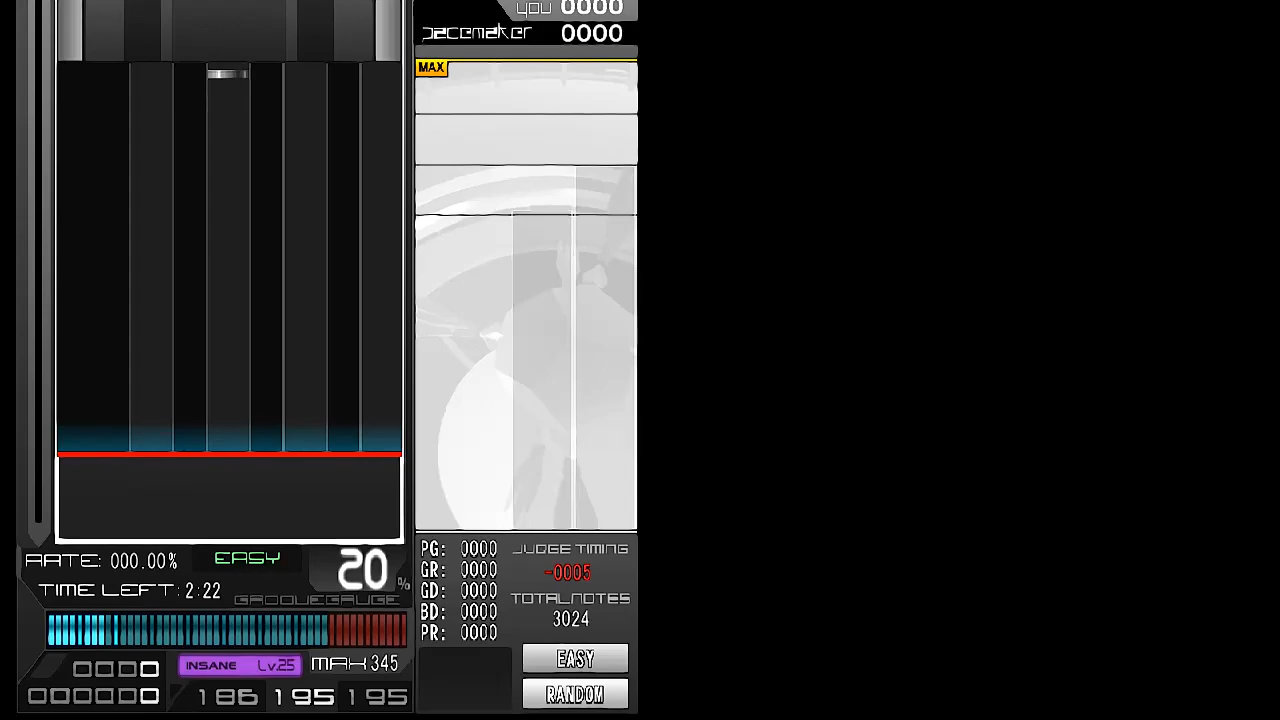 you 0000
pacemaker 0000
MAX
RATE: 000.00%
EASY
20 %
TIME LEFT: 2:22
GROOVEGAUGE
INSANE Lv.25
MAX 345
186 195 195
PG: 0000
GR: 0000
GD: 0000
BD: 0000
PR: 0000
JUDGE TIMING
-0005
TOTALNOTES
3024
EASY
RANDOM